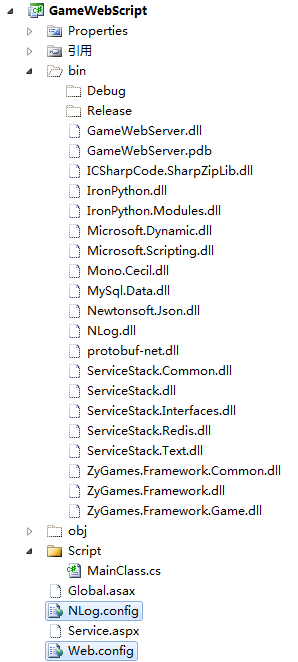 GameWebScript
Properties
引用
bin
Debug
Release
GameWebServer.dll
GameWebServer.pdb
ICSharpCode.SharpZipLib.dll
IronPython.dll
IronPython.Modules.dll
Microsoft.Dynamic.dll
Microsoft.Scripting.dll
Mono.Cecil.dll
MySql.Data.dll
Newtonsoft.Json.dll
NLog.dll
protobuf-net.dll
ServiceStack.Common.dll
ServiceStack.dll
ServiceStack.Interfaces.dll
ServiceStack.Redis.dll
ServiceStack.Text.dll
ZyGames.Framework.Common.dll
ZyGames.Framework.dll
ZyGames.Framework.Game.dll
obj
Script
MainClass.cs
Global.asax
NLog.config
Service.aspx
Web.config